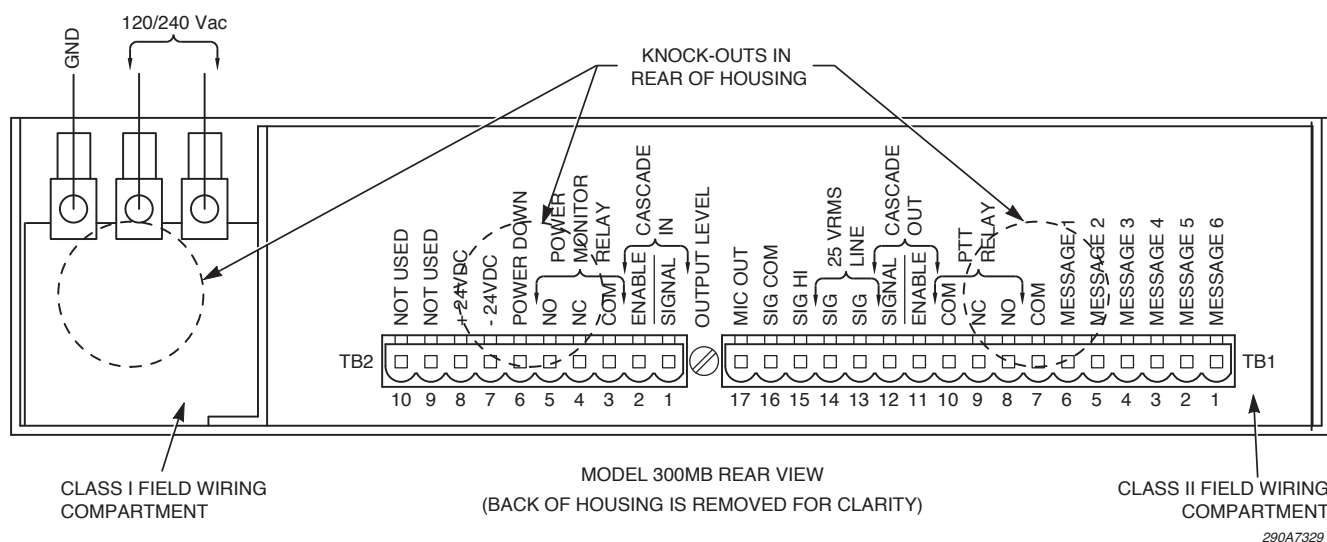 120/240 Vac
GND
KNOCK-OUTS IN
REAR OF HOUSING
NOT USED
NOT USED
+ 24VDC
- 24VDC
POWER DOWN
NO
NC
COM
POWER
MONITOR
RELAY
ENABLE
SIGNAL
CASCADE
IN
OUTPUT LEVEL
MIC OUT
SIG COM
SIG HI
SIG
SIG
25 VRMS
LINE
SIGNAL
ENABLE
CASCADE
OUT
COM
NC
NO
PTT
RELAY
COM
MESSAGE 1
MESSAGE 2
MESSAGE 3
MESSAGE 4
MESSAGE 5
MESSAGE 6
TB2
TB1
10 9 8 7 6 5 4 3 2 1
17 16 15 14 13 12 11 10 9 8 7 6 5 4 3 2 1
CLASS I FIELD WIRING
COMPARTMENT
MODEL 300MB REAR VIEW
(BACK OF HOUSING IS REMOVED FOR CLARITY)
CLASS II FIELD WIRING
COMPARTMENT
290A7329